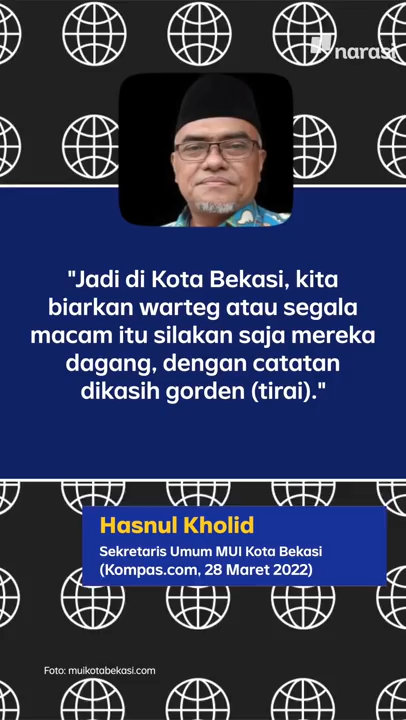 narasi
"Jadi di Kota Bekasi, kita
biarkan warteg atau segala
macam itu silakan saja mereka
dagang, dengan catatan
dikasih gorden (tirai)."
Hasnul Kholid
Sekretaris Umum MUI Kota Bekasi
(Kompas.com, 28 Maret 2022)
Foto: muikotabekasi.com